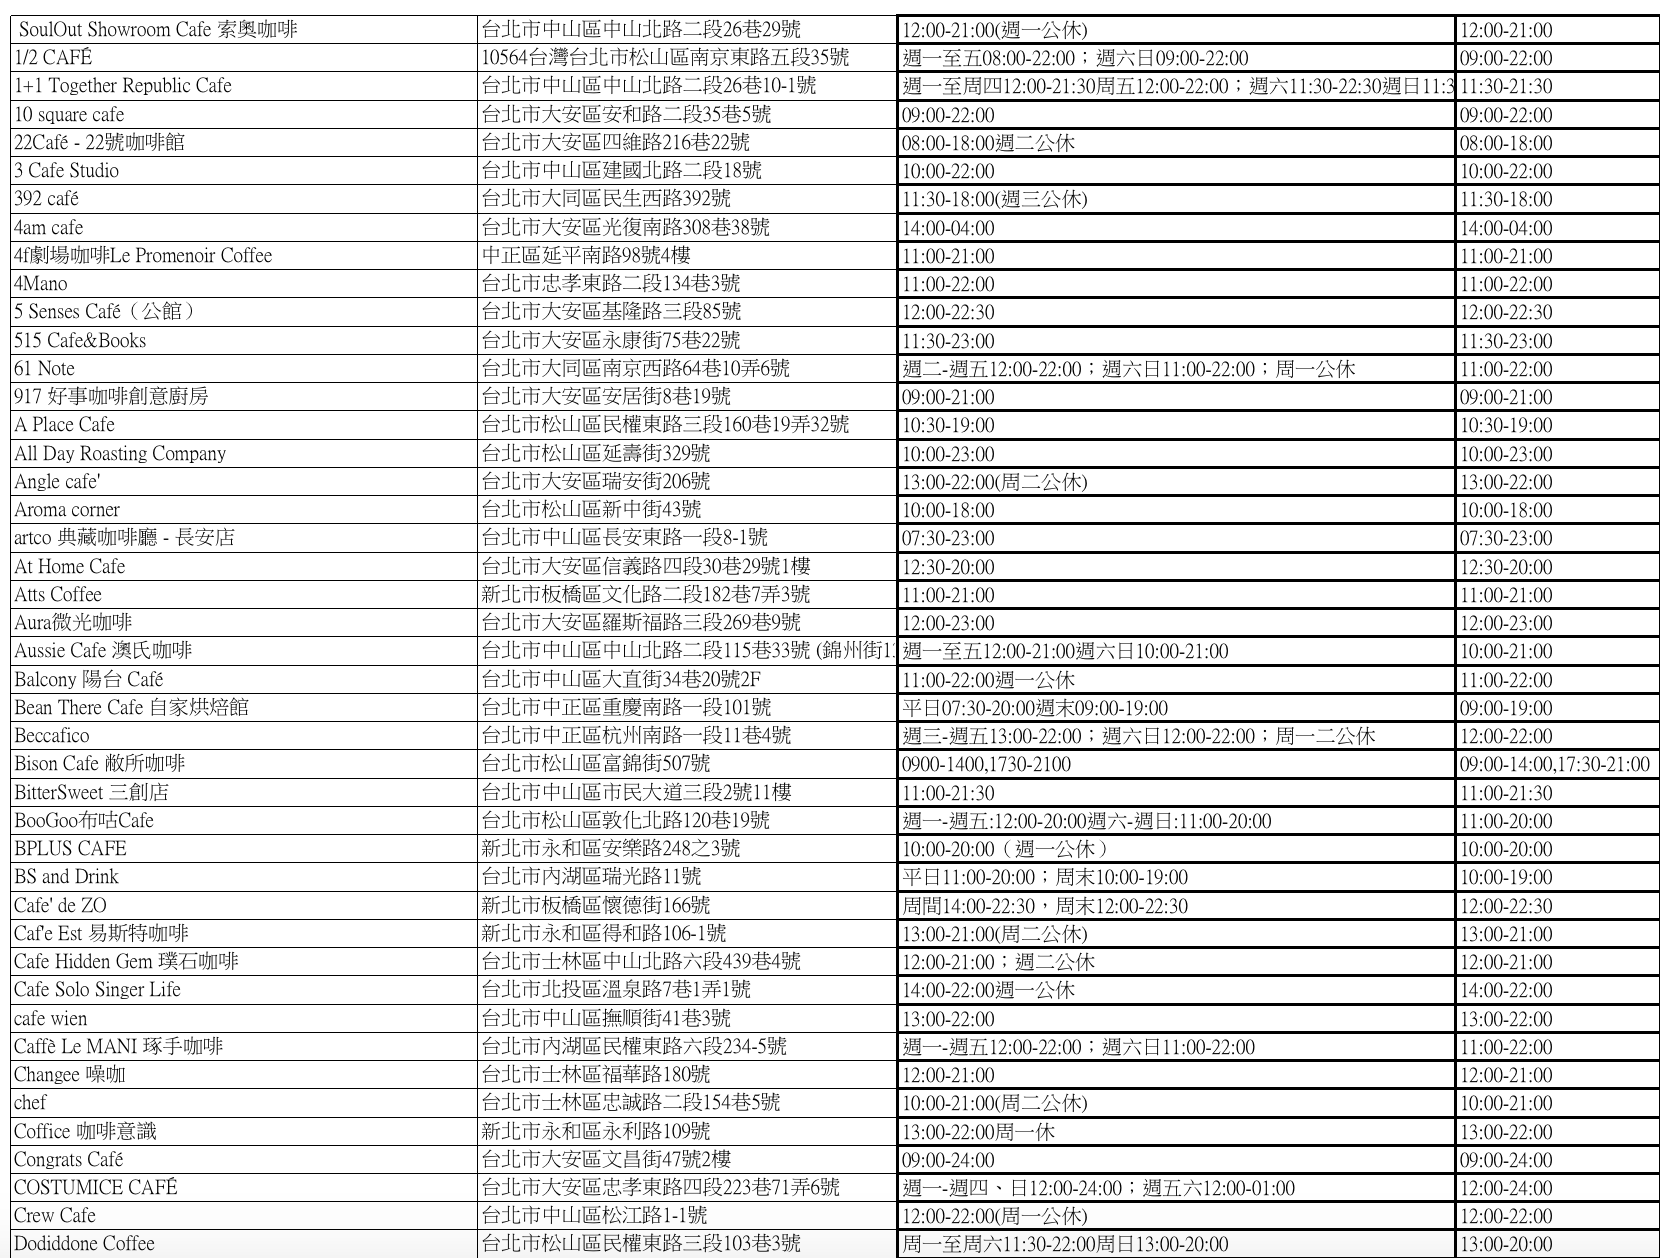 SoulOut Showroom Cafe 索奧咖啡 台北市中山區中山北路二段26巷29號 12:00-21:00(週一公休) 12:00-21:00
1/2 CAFÉ 10564台灣台北市松山區南京東路五段35號 週一至五08:00-22:00；週六日09:00-22:00 09:00-22:00
1+1 Together Republic Cafe 台北市中山區中山北路二段26巷10-1號 週一至周四12:00-21:30周五12:00-22:00；週六11:30-22:30週日11:3 11:30-21:30
10 square cafe 台北市大安區安和路二段35巷5號 09:00-22:00 09:00-22:00
22Café - 22號咖啡館 台北市大安區四維路216巷22號 08:00-18:00週二公休 08:00-18:00
3 Cafe Studio 台北市中山區建國北路二段18號 10:00-22:00 10:00-22:00
392 café 台北市大同區民生西路392號 11:30-18:00(週三公休) 11:30-18:00
4am cafe 台北市大安區光復南路308巷38號 14:00-04:00 14:00-04:00
4f劇場咖啡Le Promenoir Coffee 中正區延平南路98號4樓 11:00-21:00 11:00-21:00
4Mano 台北市忠孝東路二段134巷3號 11:00-22:00 11:00-22:00
5 Senses Café（公館） 台北市大安區基隆路三段85號 12:00-22:30 12:00-22:30
515 Cafe&Books 台北市大安區永康街75巷22號 11:30-23:00 11:30-23:00
61 Note 台北市大同區南京西路64巷10弄6號 週二-週五12:00-22:00；週六日11:00-22:00；周一公休 11:00-22:00
917 好事咖啡創意廚房 台北市大安區安居街8巷19號 09:00-21:00 09:00-21:00
A Place Cafe 台北市松山區民權東路三段160巷19弄32號 10:30-19:00 10:30-19:00
All Day Roasting Company 台北市松山區延壽街329號 10:00-23:00 10:00-23:00
Angle cafe' 台北市大安區瑞安街206號 13:00-22:00(周二公休) 13:00-22:00
Aroma corner 台北市松山區新中街43號 10:00-18:00 10:00-18:00
artco 典藏咖啡廳 - 長安店 台北市中山區長安東路一段8-1號 07:30-23:00 07:30-23:00
At Home Cafe 台北市大安區信義路四段30巷29號1樓 12:30-20:00 12:30-20:00
Atts Coffee 新北市板橋區文化路二段182巷7弄3號 11:00-21:00 11:00-21:00
Aura微光咖啡 台北市大安區羅斯福路三段269巷9號 12:00-23:00 12:00-23:00
Aussie Cafe 澳氏咖啡 台北市中山區中山北路二段115巷33號 (錦州街1 週一至五12:00-21:00週六日10:00-21:00 10:00-21:00
Balcony 陽台 Café 台北市中山區大直街34巷20號2F 11:00-22:00週一公休 11:00-22:00
Bean There Cafe 自家烘焙館 台北市中正區重慶南路一段101號 平日07:30-20:00週末09:00-19:00 09:00-19:00
Beccafico 台北市中正區杭州南路一段11巷4號 週三-週五13:00-22:00；週六日12:00-22:00；周一二公休 12:00-22:00
Bison Cafe 敝所咖啡 台北市松山區富錦街507號 0900-1400,1730-2100 09:00-14:00,17:30-21:00
BitterSweet 三創店 台北市中山區市民大道三段2號11樓 11:00-21:30 11:00-21:30
BooGoo布咕Cafe 台北市松山區敦化北路120巷19號 週一-週五:12:00-20:00週六-週日:11:00-20:00 11:00-20:00
BPLUS CAFE 新北市永和區安樂路248之3號 10:00-20:00（週一公休） 10:00-20:00
BS and Drink 台北市內湖區瑞光路11號 平日11:00-20:00；周末10:00-19:00 10:00-19:00
Cafe' de ZO 新北市板橋區懷德街166號 周間14:00-22:30，周末12:00-22:30 12:00-22:30
Caf'e Est 易斯特咖啡 新北市永和區得和路106-1號 13:00-21:00(周二公休) 13:00-21:00
Cafe Hidden Gem 璞石咖啡 台北市士林區中山北路六段439巷4號 12:00-21:00；週二公休 12:00-21:00
Cafe Solo Singer Life 台北市北投區溫泉路7巷1弄1號 14:00-22:00週一公休 14:00-22:00
cafe wien 台北市中山區撫順街41巷3號 13:00-22:00 13:00-22:00
Caffè Le MANI 琢手咖啡 台北市內湖區民權東路六段234-5號 週一-週五12:00-22:00；週六日11:00-22:00 11:00-22:00
Changee 噪咖 台北市士林區福華路180號 12:00-21:00 12:00-21:00
chef 台北市士林區忠誠路二段154巷5號 10:00-21:00(周二公休) 10:00-21:00
Coffice 咖啡意識 新北市永和區永利路109號 13:00-22:00周一休 13:00-22:00
Congrats Café 台北市大安區文昌街47號2樓 09:00-24:00 09:00-24:00
COSTUMICE CAFÉ 台北市大安區忠孝東路四段223巷71弄6號 週一-週四、日12:00-24:00；週五六12:00-01:00 12:00-24:00
Crew Cafe 台北市中山區松江路1-1號 12:00-22:00(周一公休) 12:00-22:00
Dodiddone Coffee 台北市松山區民權東路三段103巷3號 周一至周六11:30-22:00周日13:00-20:00 13:00-20:00